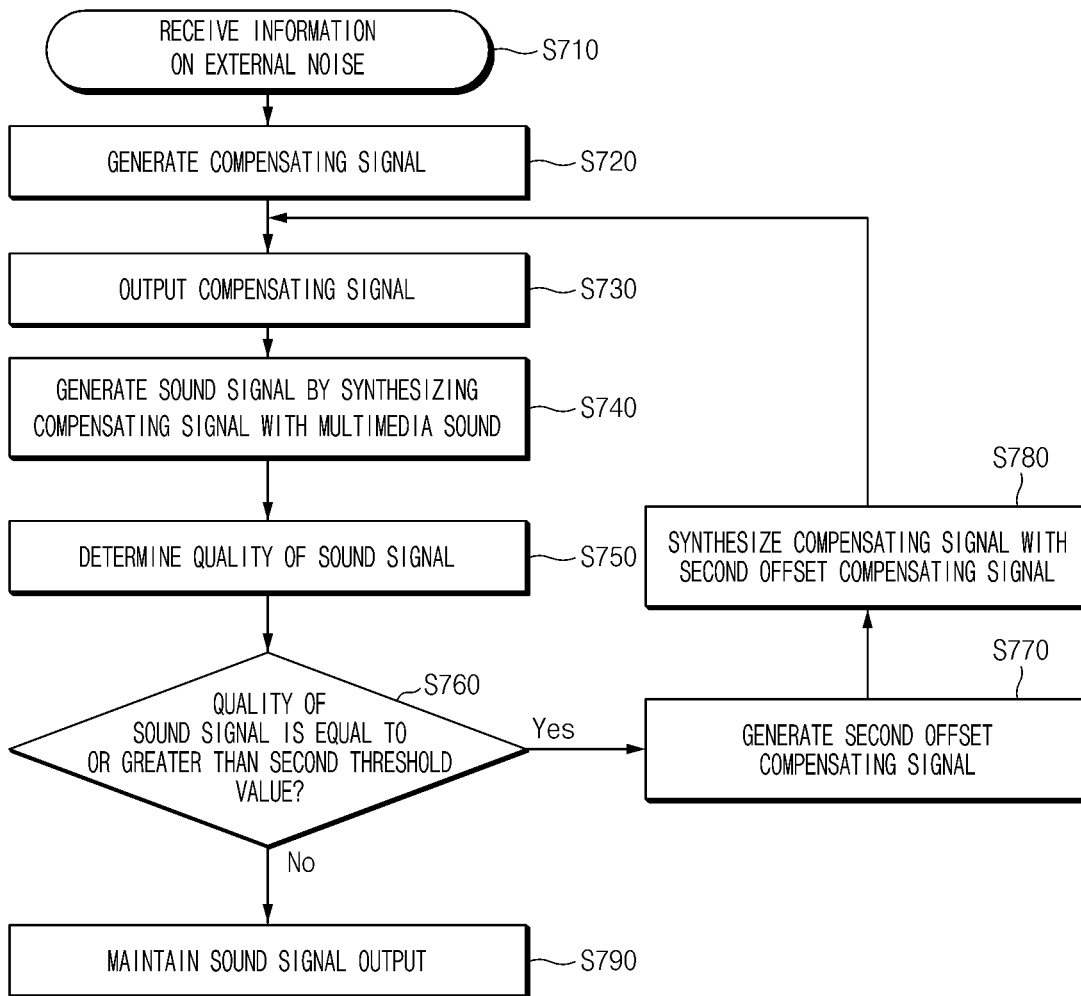 RECEIVE INFORMATION
ON EXTERNAL NOISE
S710
GENERATE COMPENSATING SIGNAL
S720
OUTPUT COMPENSATING SIGNAL
S730
GENERATE SOUND SIGNAL BY SYNTHESIZING
COMPENSATING SIGNAL WITH MULTIMEDIA SOUND
S740
DETERMINE QUALITY OF SOUND SIGNAL
S750
S760
QUALITY OF
SOUND SIGNAL IS EQUAL TO
OR GREATER THAN SECOND THRESHOLD
VALUE?
Yes
No
S770
GENERATE SECOND OFFSET
COMPENSATING SIGNAL
S780
SYNTHESIZE COMPENSATING SIGNAL WITH
SECOND OFFSET COMPENSATING SIGNAL
MAINTAIN SOUND SIGNAL OUTPUT
S790